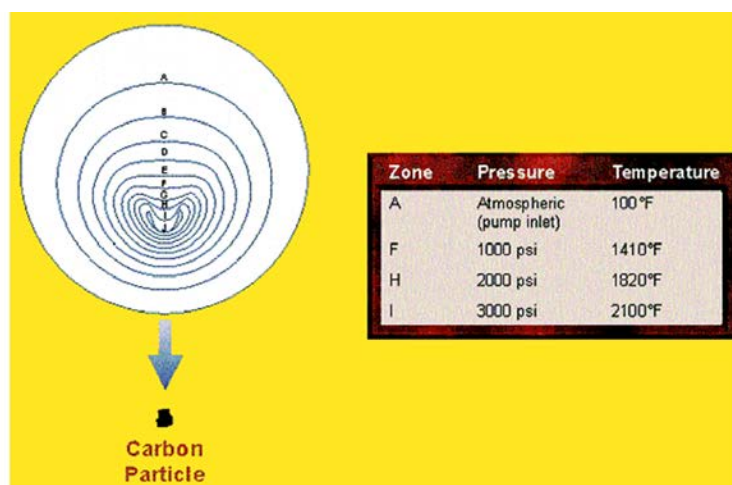 A
B
C
D
E
F
G
H
I
J
Zone Pressure Temperature
A Atmospheric 100°F
(pump inlet)
F 1000 psi 1410°F
H 2000 psi 1820°F
I 3000 psi 2100°F
Carbon
Particle